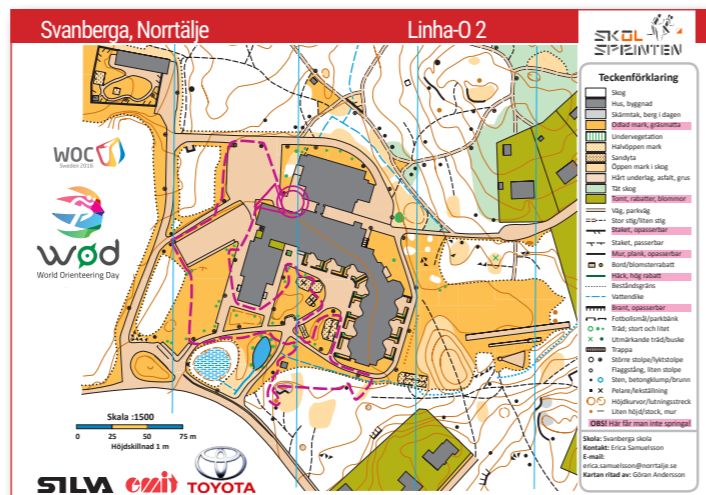 Svanberga, Norrtälje
Linha-O 2
SKOL
SPRINTEN
WOC
Sweden 2016
wød
World Orienteering Day
Skala :1500
0 25 50 75 m
Höjdskillnad 1 m
SILVA
emit
TOYOTA
Teckenförklaring
Skog
Hus, byggnad
Skärmtak, berg i dagen
Odlad mark, gräsmatta
Undervegetation
Halvöppen mark
Sandyta
Öppen mark i skog
Hårt underlag, asfalt, grus
Tät skog
Tomt, rabatter, blommor
Väg, parkväg
Stor stig/liten stig
Staket, opasserbar
Staket, passerbar
Mur, plank, opasserbar
Bord/blomsterrabatt
Häck, hög rabatt
Beståndsgräns
Vattendike
Brant, opasserbar
Fotbollsmål/parkbänk
Träd; stort och litet
Utmärkande träd/buske
Trappa
Större stolpe/lyktstolpe
Flaggstång, liten stolpe
Sten, betongklump/brunn
Pelare/lekställning
Höjdkurvor/lutningsstreck
Liten höjd/stock, mur
OBS! Här får man inte springa!
Skola: Svanberga skola
Kontakt: Erica Samuelsson
E-mail:
erica.samuelsson@norrtalje.se
Kartan ritad av: Göran Andersson